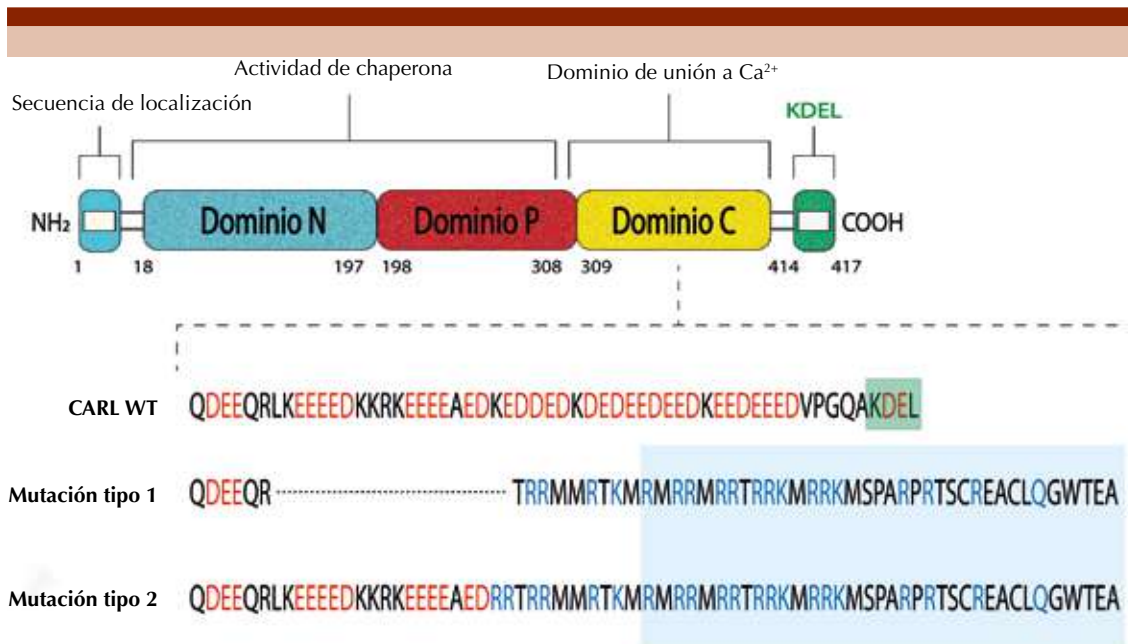 Actividad de chaperona
Dominio de unión a Ca²⁺
Secuencia de localización
KDEL
NH₂ Dominio N Dominio P Dominio C COOH
1 18 197 198 308 309 414 417
CARL WT QDEEQRLKEEEEDKKRKEEEEAEDKEDDEDKDEDEEDEEDKEEDEEEDVPGQAKDEL
Mutación tipo 1 QDEEQR TRRMMRTKMRMRRMRRTRRKMRRKMSPARPRTSCREACLQGWTEA
Mutación tipo 2 QDEEQRLKEEEEDKKRKEEEEAEDRRTRRMMRTKMRMRRMRRTRRKMRRKMSPARPRTSCREACLQGWTEA